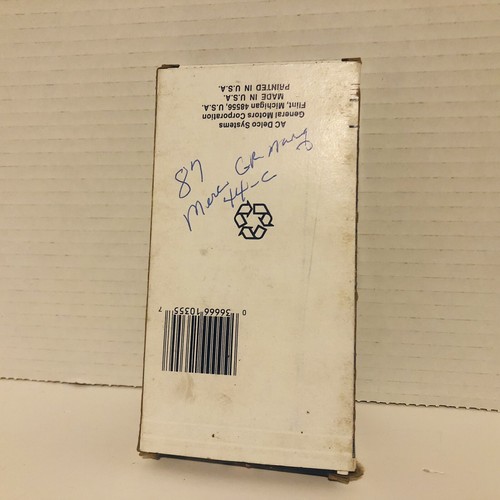 AC Delco Systems
General Motors Corporation
Flint, Michigan 48556, U.S.A.
MADE IN U.S.A.
PRINTED IN U.S.A.
87
Merc GR Marq
44-C
0 36666 10355 7